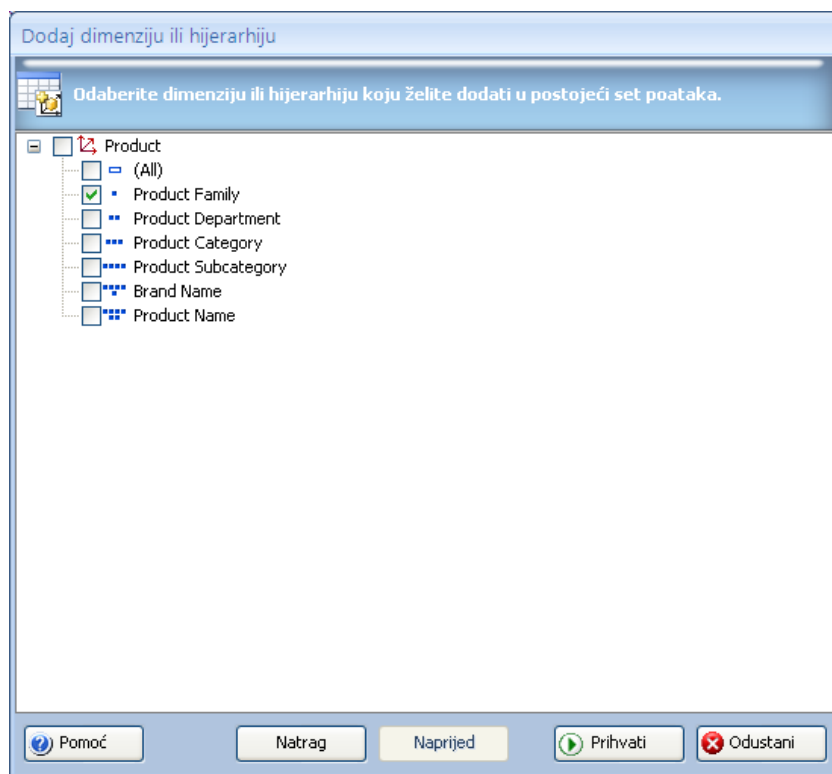 Dodaj dimenziju ili hijerarhiju
Odaberite dimenziju ili hijerarhiju koju želite dodati u postojeći set poataka.
Product
(All)
Product Family
Product Department
Product Category
Product Subcategory
Brand Name
Product Name
Pomoć Natrag Naprijed Prihvati Odustani